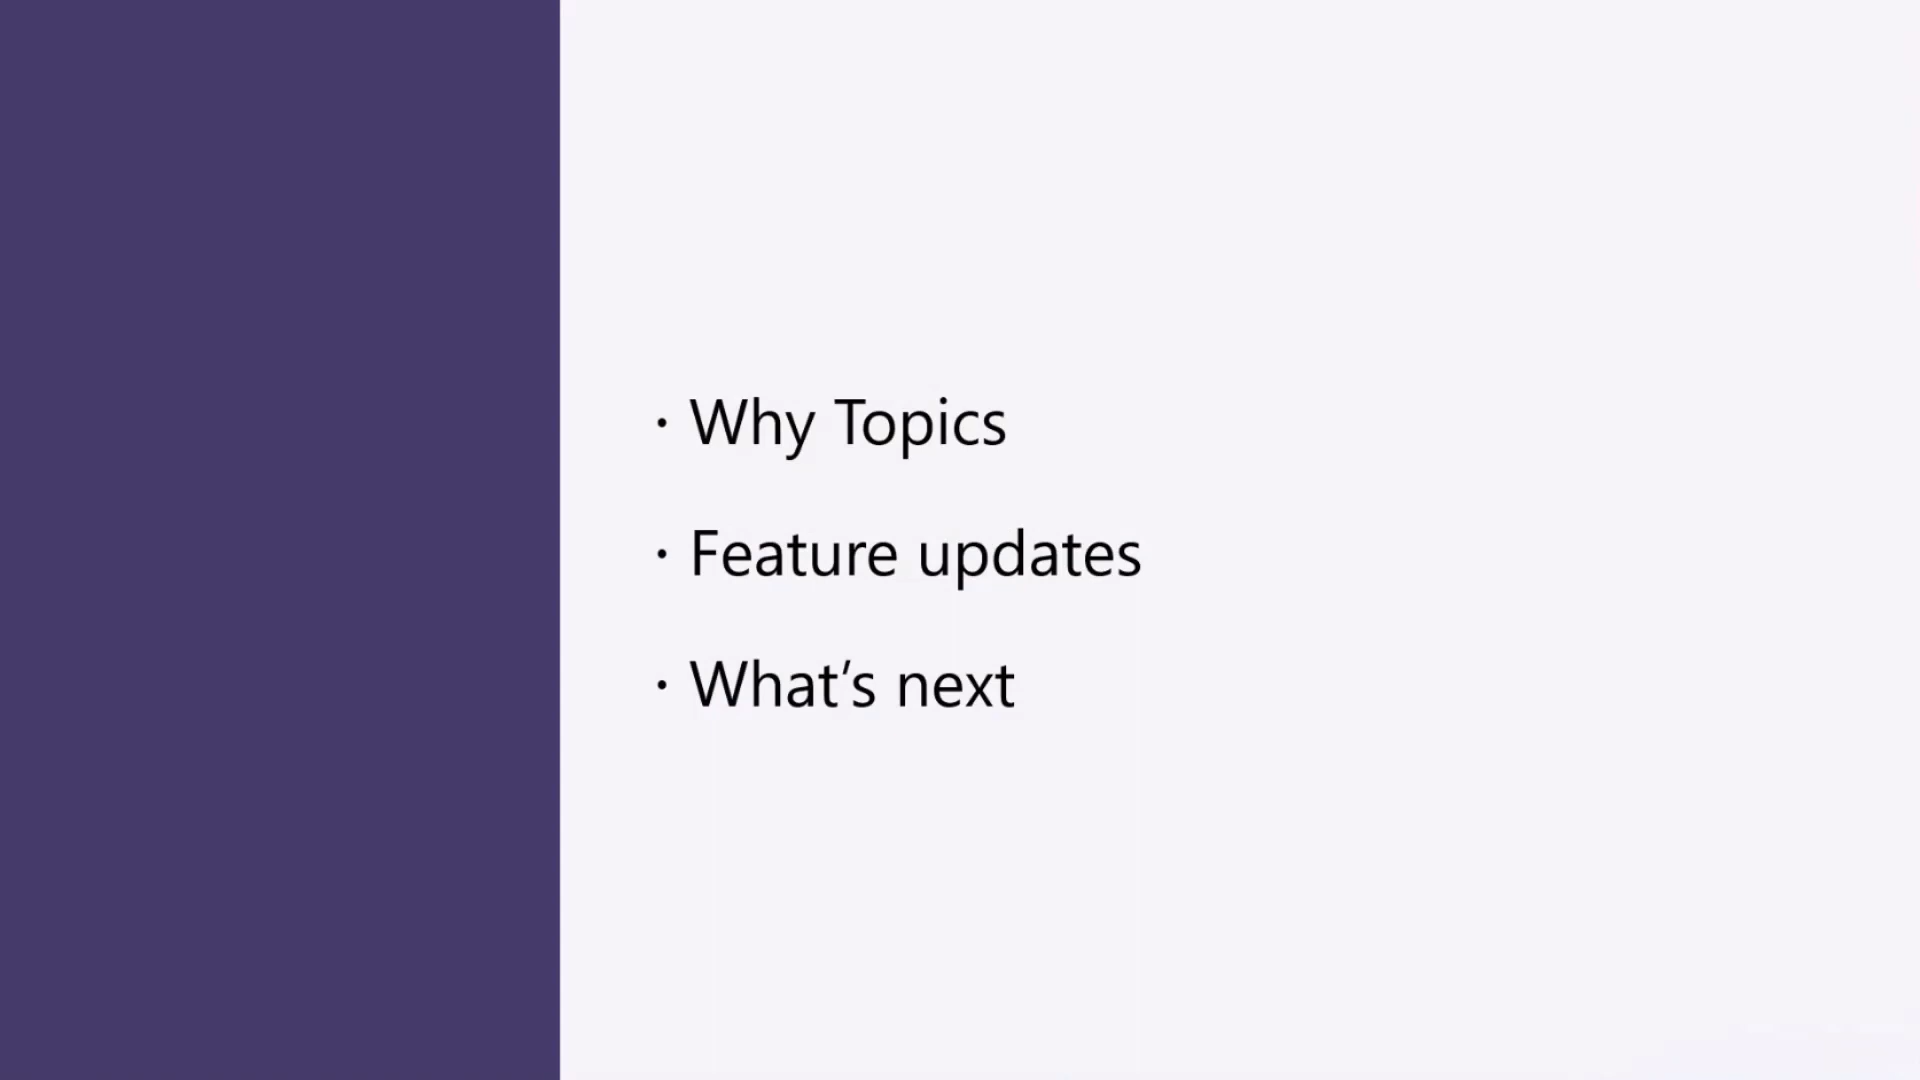 · Why Topics
· Feature updates
· What’s next